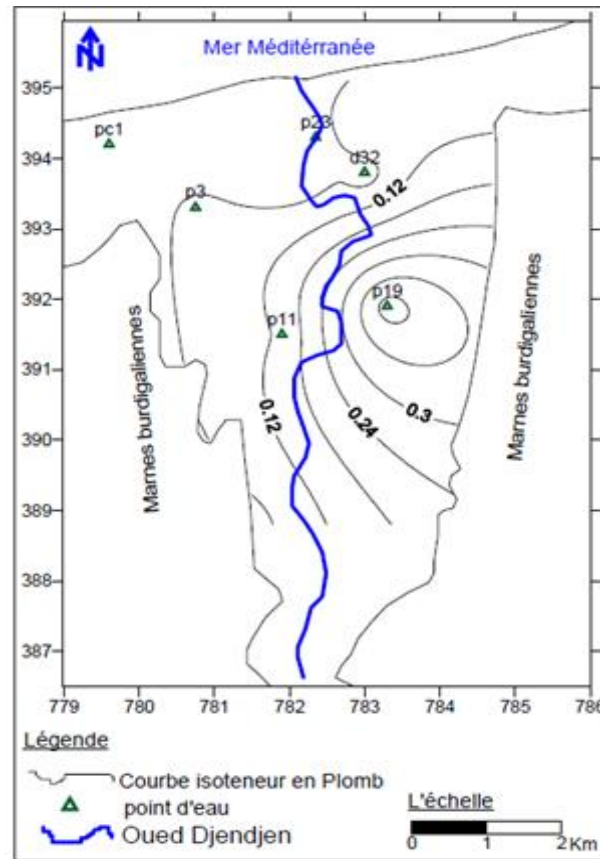 N
Mer Méditérranée
395
394
393
392
391
390
389
388
387
pc1
p23
d32
p3
0.12
p19
p11
Marnes burdigaliennes
Marnes burdigaliennes
0.3
0.12
0.24
779 780 781 782 783 784 785 786
Légende
Courbe isoteneur en Plomb
point d'eau
Oued Djendjen
L'échelle
0 1 2 Km